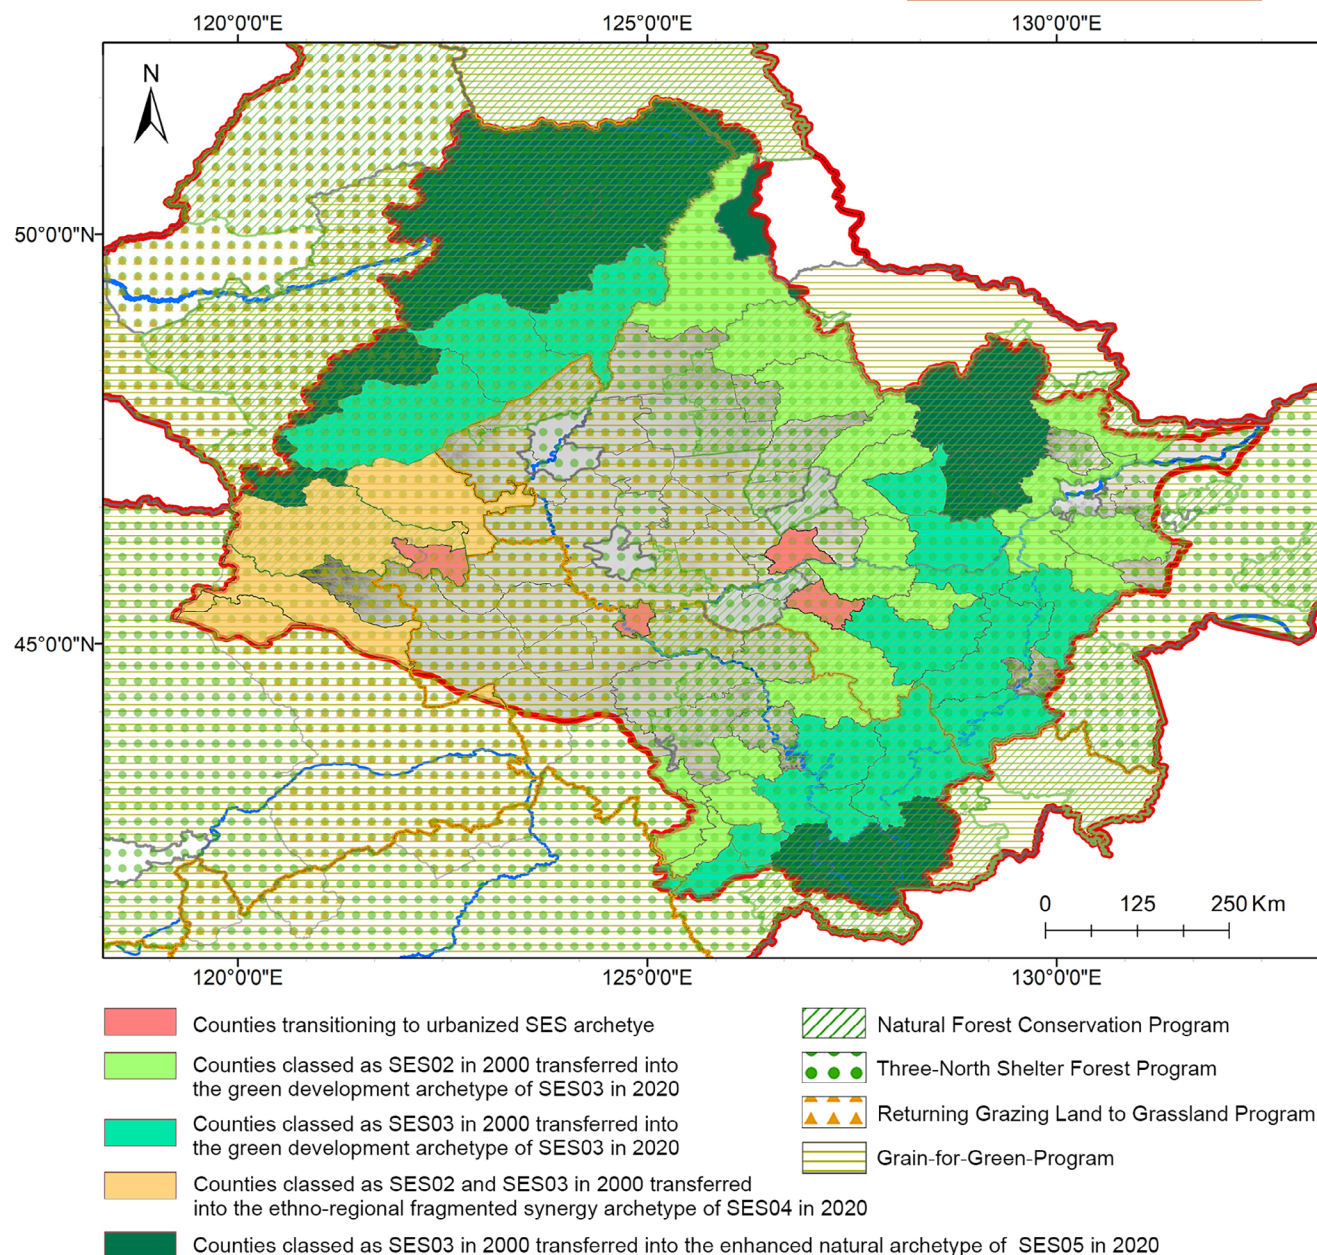 120°0'0"E
125°0'0"E
130°0'0"E
N
50°0'0"N
45°0'0"N
0
125
250 Km
120°0'0"E
125°0'0"E
130°0'0"E
Counties transitioning to urbanized SES archetye
Counties classed as SES02 in 2000 transferred into
the green development archetype of SES03 in 2020
Counties classed as SES03 in 2000 transferred into
the green development archetype of SES03 in 2020
Counties classed as SES02 and SES03 in 2000 transferred
into the ethno-regional fragmented synergy archetype of SES04 in 2020
Counties classed as SES03 in 2000 transferred into the enhanced natural archetype of SES05 in 2020
Natural Forest Conservation Program
Three-North Shelter Forest Program
Returning Grazing Land to Grassland Program
Grain-for-Green-Program